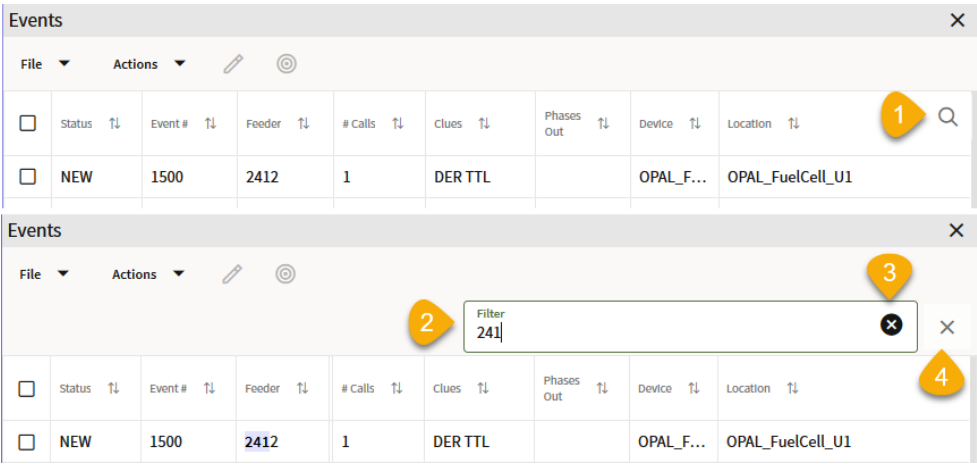 Events
File Actions
Status Event # Feeder # Calls Clues Phases Out Device Location 1
NEW 1500 2412 1 DER TTL OPAL_F... OPAL_FuelCell_U1
Events
File Actions 3
2 Filter
241
4
Status Event # Feeder # Calls Clues Phases Out Device Location
NEW 1500 2412 1 DER TTL OPAL_F... OPAL_FuelCell_U1